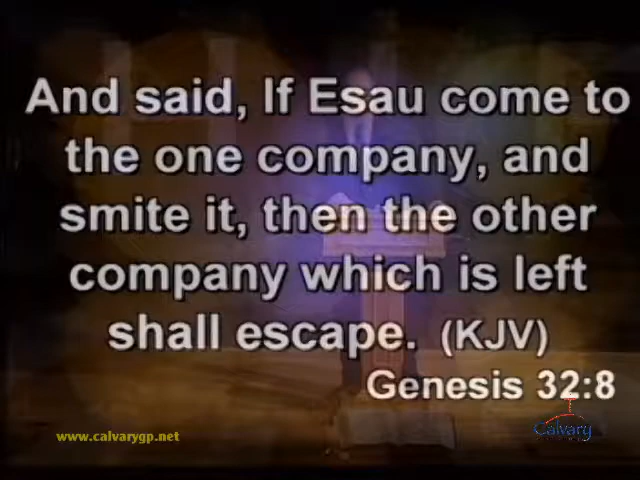 And said, If Esau come to
the one company, and
smite it, then the other
company which is left
shall escape. (KJV)
Genesis 32:8
www.calvarygp.net
Calvary